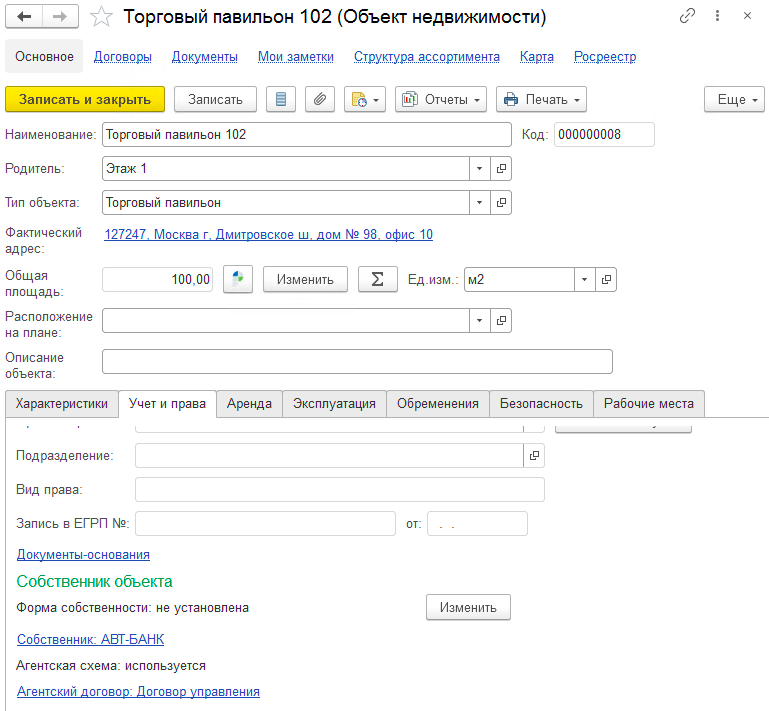 Торговый павильон 102 (Объект недвижимости)
Основное Договоры Документы Мои заметки Структура ассортимента Карта Росреестр
Записать и закрыть Записать Отчеты Печать Еще
Наименование: Торговый павильон 102 Код: 000000008
Родитель: Этаж 1
Тип объекта: Торговый павильон
Фактический
адрес: 127247, Москва г, Дмитровское ш, дом № 98, офис 10
Общая
площадь: 100,00 Изменить Σ Ед.изм.: м2
Расположение
на плане:
Описание
объекта:
Характеристики Учет и права Аренда Эксплуатация Обременения Безопасность Рабочие места
Подразделение:
Вид права:
Запись в ЕГРП №: от: . .
Документы-основания
Собственник объекта
Форма собственности: не установлена Изменить
Собственник: АВТ-БАНК
Агентская схема: используется
Агентский договор: Договор управления